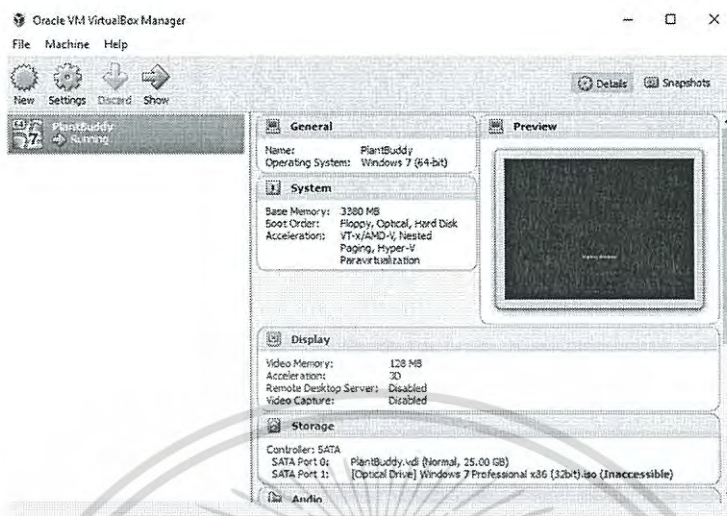 Oracle VM VirtualBox Manager
File Machine Help
New Settings Discard Show
Details Snapshots
64
7
PlantBuddy
Running
General
Name: PlantBuddy
Operating System: Windows 7 (64-bit)
Preview
System
Base Memory: 3380 MB
Boot Order: Floppy, Optical, Hard Disk
Acceleration: VT-x/AMD-V, Nested
Paging, Hyper-V
Paravirtualization
Display
Video Memory: 128 MB
Acceleration: 3D
Remote Desktop Server: Disabled
Video Capture: Disabled
Storage
Controller: SATA
SATA Port 0: PlantBuddy.vdi (Normal, 25.00 GB)
SATA Port 1: [Optical Drive] Windows 7 Professional x86 (32bit).iso (Inaccessible)
Audio